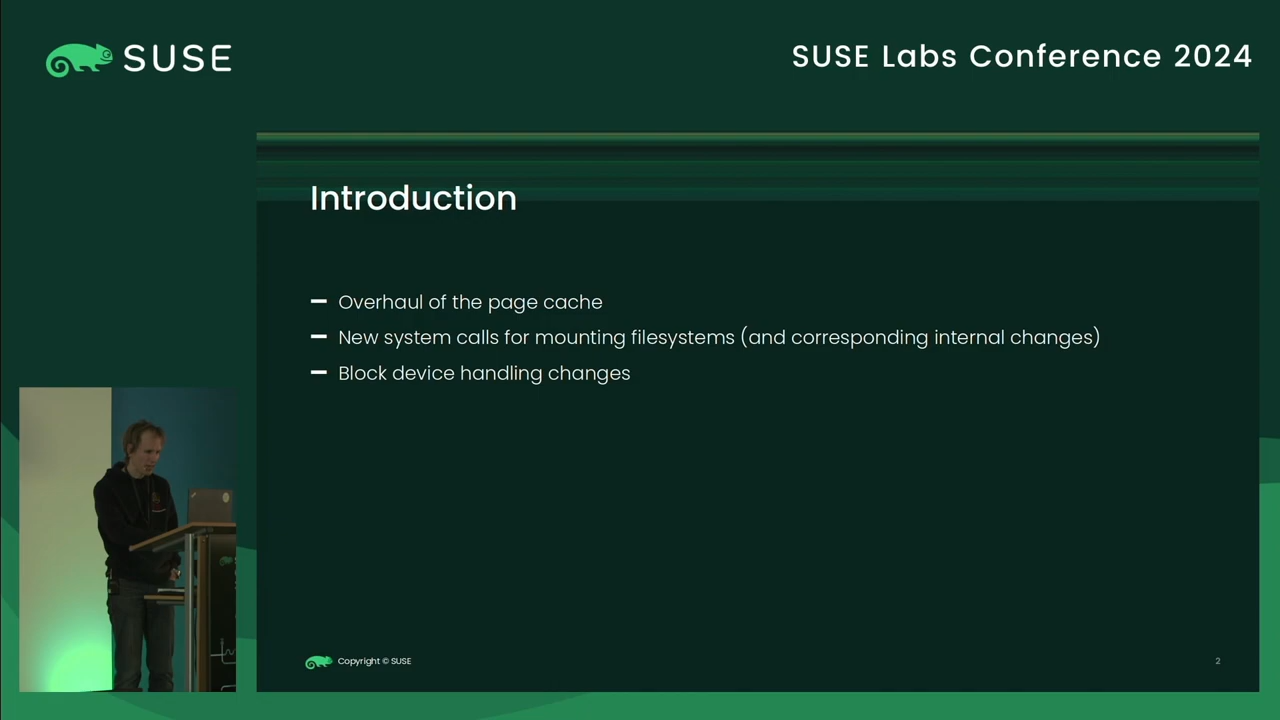 SUSE
SUSE Labs Conference 2024
Introduction
Overhaul of the page cache
New system calls for mounting filesystems (and corresponding internal changes)
Block device handling changes
Copyright © SUSE
2